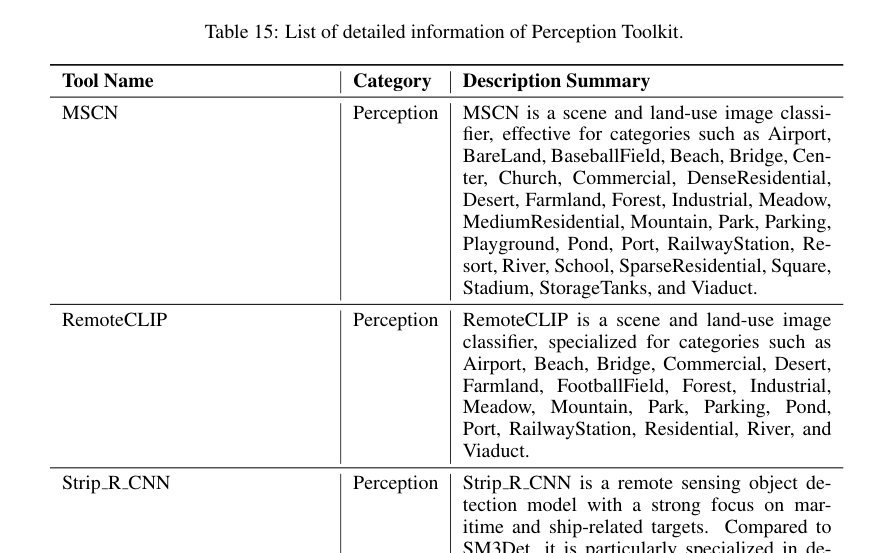 Table 15: List of detailed information of Perception Toolkit.
Tool Name Category Description Summary
MSCN Perception MSCN is a scene and land-use image classi-
fier, effective for categories such as Airport,
BareLand, BaseballField, Beach, Bridge, Cen-
ter, Church, Commercial, DenseResidential,
Desert, Farmland, Forest, Industrial, Meadow,
MediumResidential, Mountain, Park, Parking,
Playground, Pond, Port, RailwayStation, Re-
sort, River, School, SparseResidential, Square,
Stadium, StorageTanks, and Viaduct.
RemoteCLIP Perception RemoteCLIP is a scene and land-use image
classifier, specialized for categories such as
Airport, Beach, Bridge, Commercial, Desert,
Farmland, FootballField, Forest, Industrial,
Meadow, Mountain, Park, Parking, Pond,
Port, RailwayStation, Residential, River, and
Viaduct.
Strip_R_CNN Perception Strip_R_CNN is a remote sensing object de-
tection model with a strong focus on mar-
itime and ship-related targets. Compared to
SM3Det, it is particularly specialized in de-